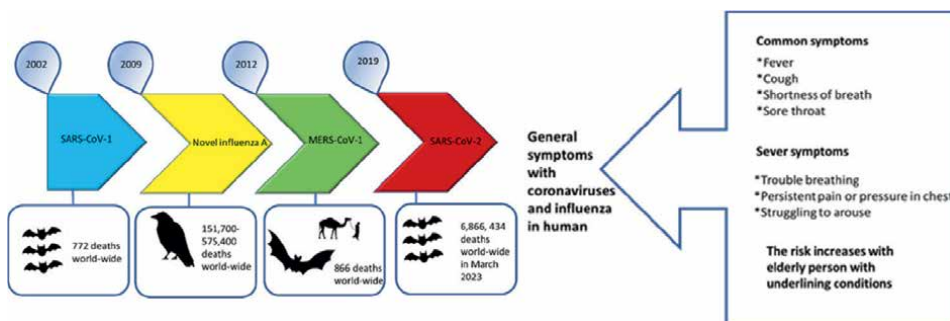 2002
2009
2012
2019
SARS-CoV-1
Novel influenza A
MERS-CoV-1
SARS-CoV-2
772 deaths
world-wide
151,700-
575,400
deaths
world-wide
866 deaths
world-wide
6,866, 434
deaths
world-wide
in March
2023
General
symptoms
with
coronaviruses
and influenza
in human
Common symptoms
*Fever
*Cough
*Shortness of breath
*Sore throat
Sever symptoms
*Trouble breathing
*Persistent pain or pressure in chest
*Struggling to arouse
The risk increases with
elderly person with
underlining conditions